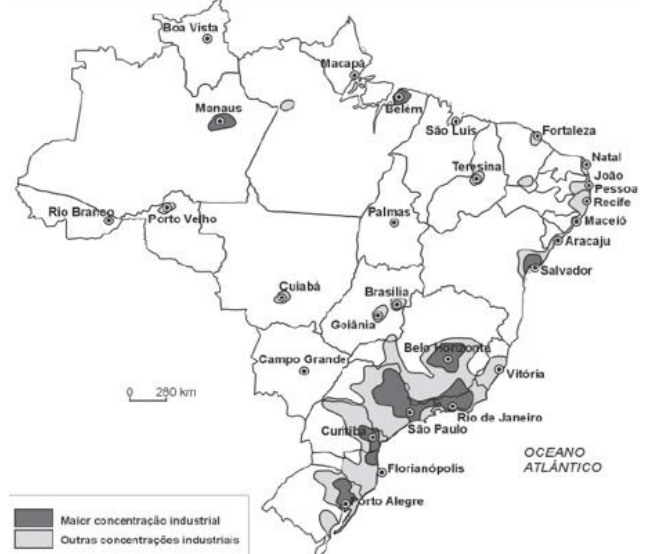 Boa Vista
Macapá
Manaus
Belém
São Luís
Fortaleza
Teresina
Natal
João
Pessoa
Recife
Maceió
Aracaju
Salvador
Rio Branco
Porto Velho
Palmas
Cuiabá
Brasília
Goiânia
Belo Horizonte
Campo Grande
Vitória
0 280 km
Rio de Janeiro
São Paulo
Curitiba
OCEANO
ATLÂNTICO
Florianópolis
Porto Alegre
Maior concentração industrial
Outras concentrações industriais